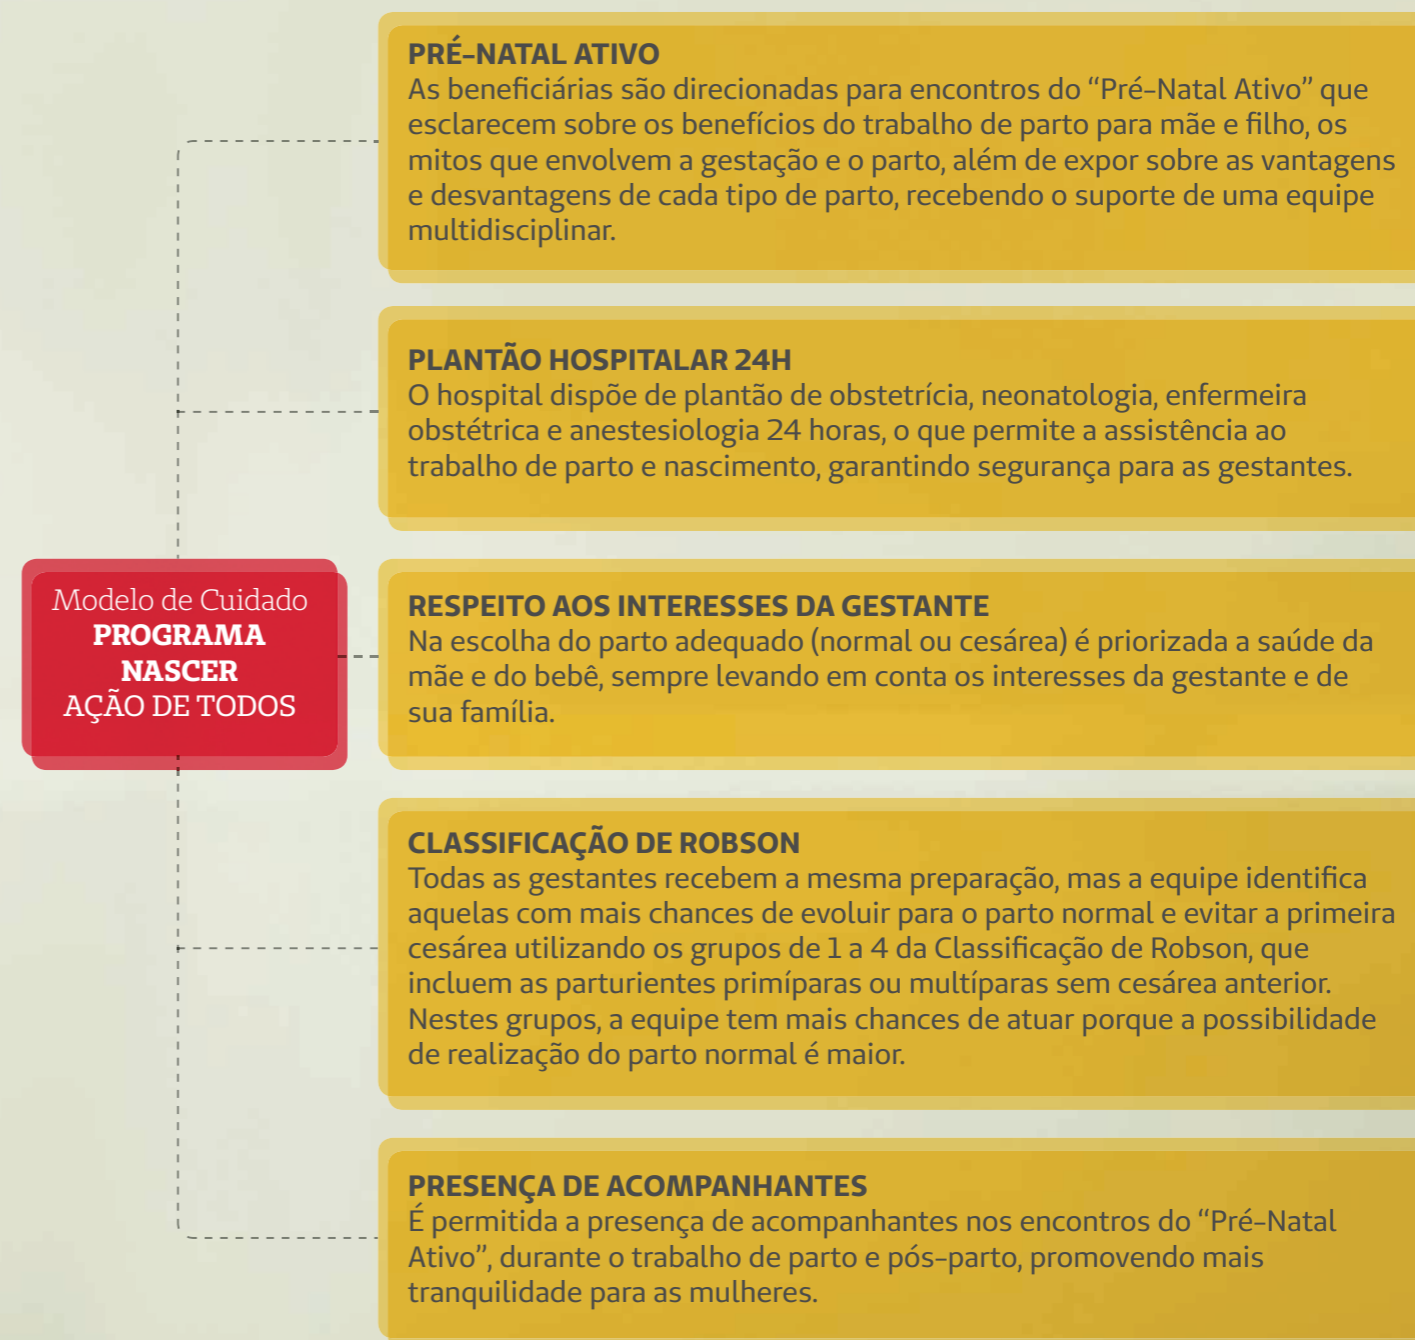 PRÉ-NATAL ATIVO
As beneficiárias são direcionadas para encontros do “Pré-Natal Ativo” que
esclarecem sobre os benefícios do trabalho de parto para mãe e filho, os
mitos que envolvem a gestação e o parto, além de expor sobre as vantagens
e desvantagens de cada tipo de parto, recebendo o suporte de uma equipe
multidisciplinar.
PLANTÃO HOSPITALAR 24H
O hospital dispõe de plantão de obstetrícia, neonatologia, enfermeira
obstétrica e anestesiologia 24 horas, o que permite a assistência ao
trabalho de parto e nascimento, garantindo segurança para as gestantes.
Modelo de Cuidado
PROGRAMA
NASCER
AÇÃO DE TODOS
RESPEITO AOS INTERESSES DA GESTANTE
Na escolha do parto adequado (normal ou cesárea) é priorizada a saúde da
mãe e do bebê, sempre levando em conta os interesses da gestante e de
sua família.
CLASSIFICAÇÃO DE ROBSON
Todas as gestantes recebem a mesma preparação, mas a equipe identifica
aquelas com mais chances de evoluir para o parto normal e evitar a primeira
cesárea utilizando os grupos de 1 a 4 da Classificação de Robson, que
incluem as parturientes primíparas ou multíparas sem cesárea anterior.
Nestes grupos, a equipe tem mais chances de atuar porque a possibilidade
de realização do parto normal é maior.
PRESENÇA DE ACOMPANHANTES
É permitida a presença de acompanhantes nos encontros do “Pré-Natal
Ativo”, durante o trabalho de parto e pós-parto, promovendo mais
tranquilidade para as mulheres.